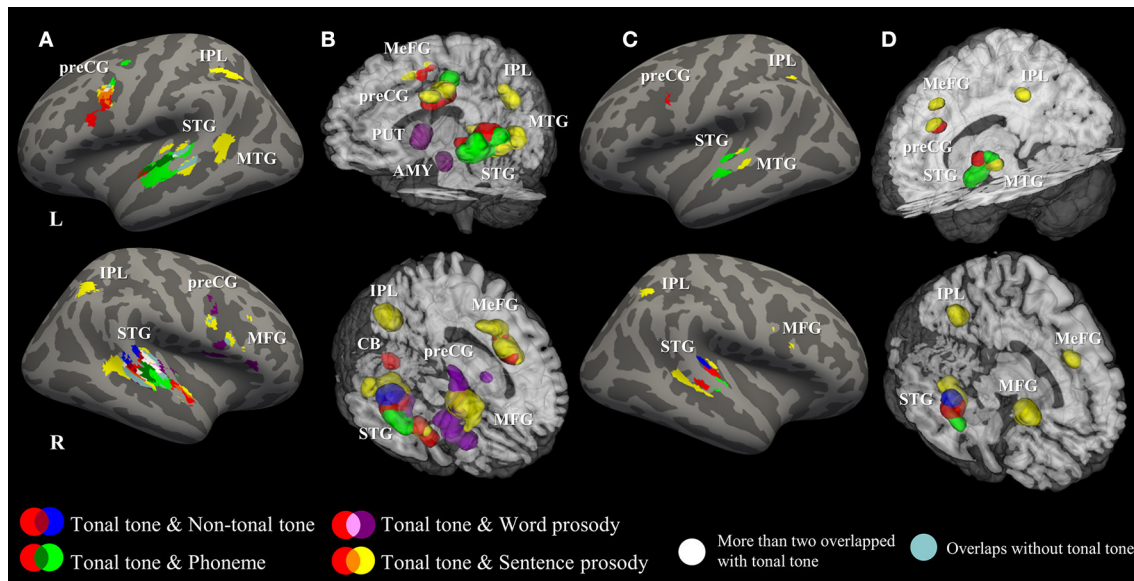 A
B
C
D
preCG
IPL
STG
MTG
L
MeFG
IPL
preCG
PUT
MTG
AMY
STG
preCG
IPL
STG
MTG
MeFG
IPL
preCG
STG
MTG
IPL
preCG
STG
MFG
R
IPL
MeFG
CB
preCG
MFG
STG
IPL
STG
MFG
IPL
MeFG
MFG
STG
Tonal tone & Non-tonal tone
Tonal tone & Phoneme
Tonal tone & Word prosody
Tonal tone & Sentence prosody
More than two overlapped
with tonal tone
Overlaps without tonal tone